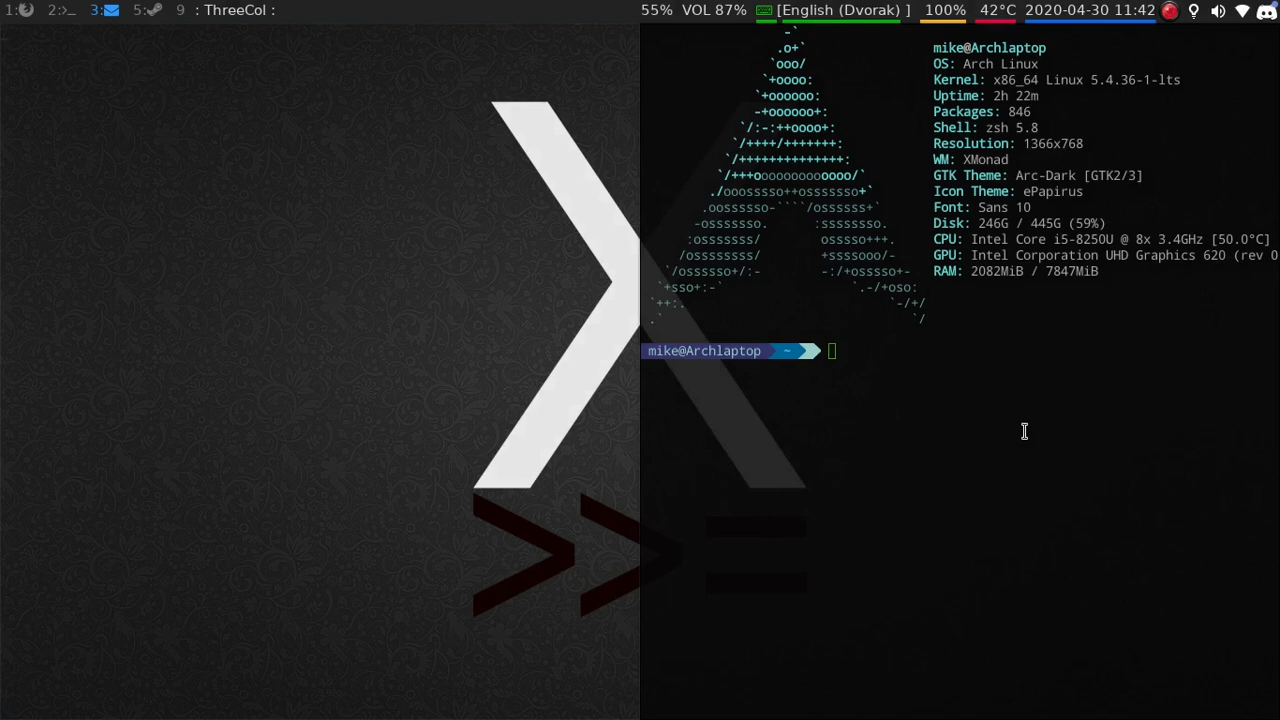 1: 2:>_ 3: 5: 9 : ThreeCol : 55% VOL 87% [English (Dvorak) ] 100% 42°C 2020-04-30 11:42
mike@Archlaptop
OS: Arch Linux
Kernel: x86_64 Linux 5.4.36-1-lts
Uptime: 2h 22m
Packages: 846
Shell: zsh 5.8
Resolution: 1366x768
WM: XMonad
GTK Theme: Arc-Dark [GTK2/3]
Icon Theme: ePapirus
Font: Sans 10
Disk: 246G / 445G (59%)
CPU: Intel Core i5-8250U @ 8x 3.4GHz [50.0°C]
GPU: Intel Corporation UHD Graphics 620 (rev 0
RAM: 2082MiB / 7847MiB
mike@Archlaptop ~
>>=